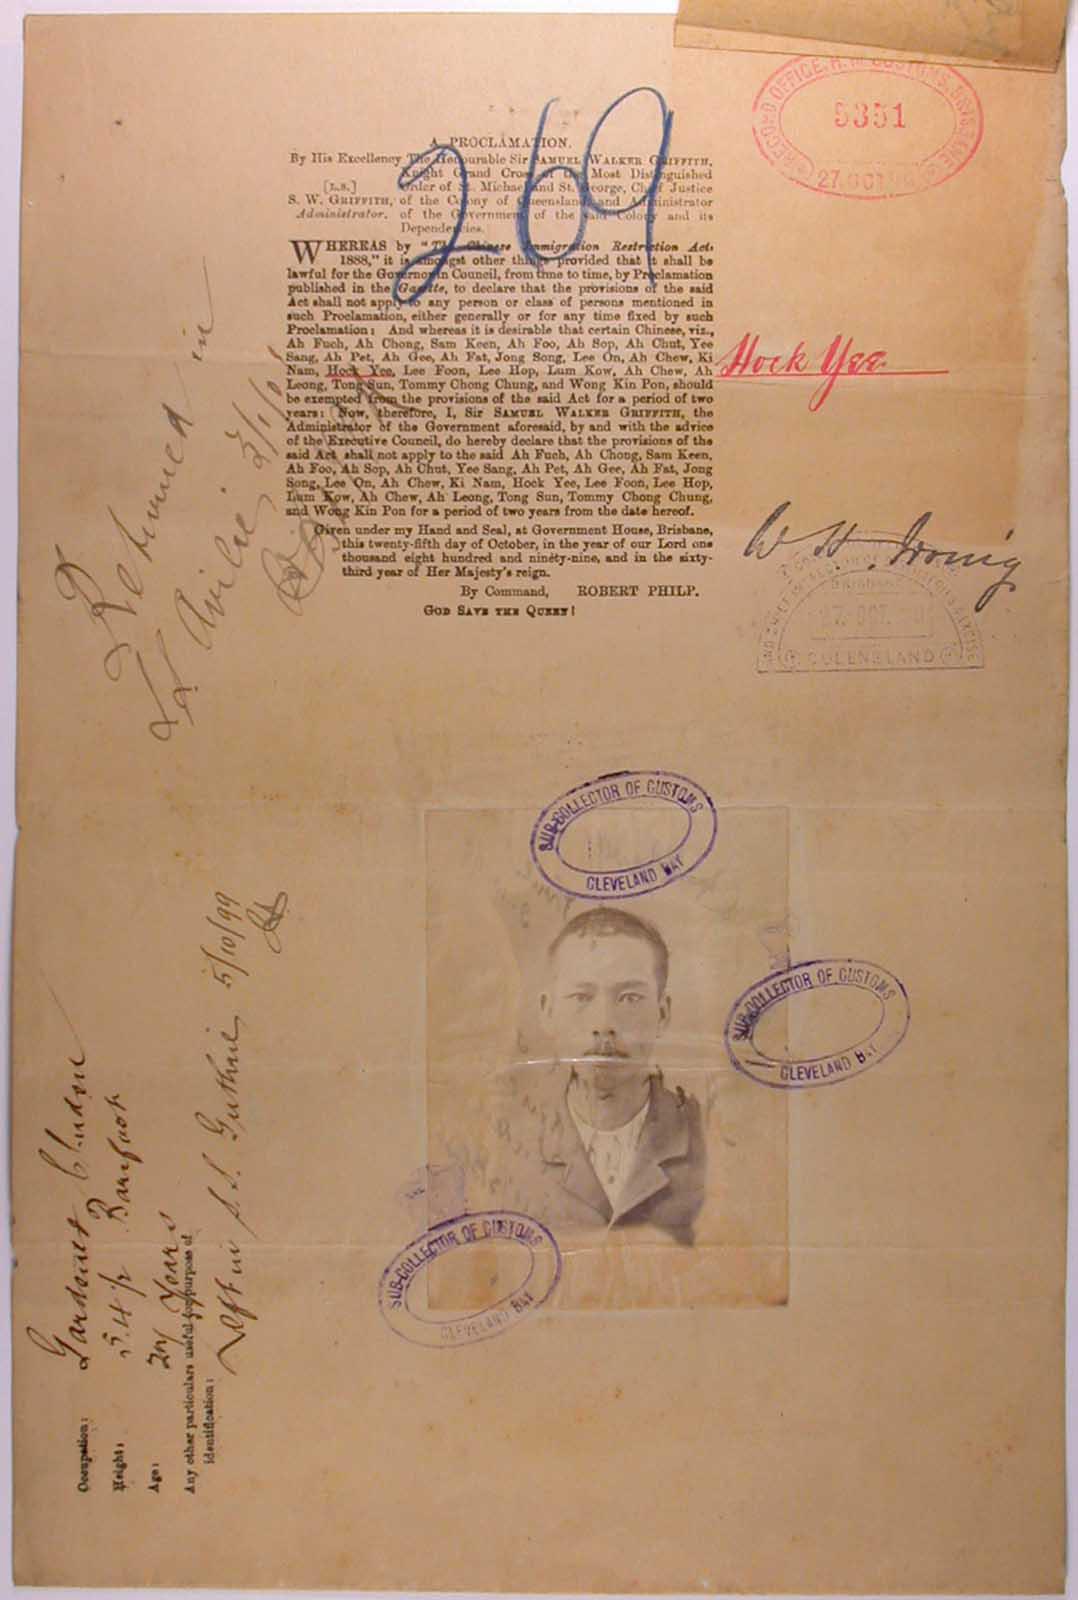 RECORD OFFICE, H.M. CUSTOMS, BRISBANE
5351
27. OCT
269
A PROCLAMATION.
By His Excellency The Honourable Sir SAMUEL WALKER GRIFFITH,
Knight Grand Cross of the Most Distinguished
[L.S.] Order of St. Michael and St. George, Chief Justice
S. W. GRIFFITH, of the Colony of Queensland, and Administrator
Administrator. of the Government of the said Colony and its
Dependencies.
WHEREAS by "The Chinese Immigration Restriction Act,
1888," it is amongst other things provided that it shall be
lawful for the Governor in Council, from time to time, by Proclamation
published in the Gazette, to declare that the provisions of the said
Act shall not apply to any person or class of persons mentioned in
such Proclamation, either generally or for any time fixed by such
Proclamation: And whereas it is desirable that certain Chinese, viz.,
Ah Fuch, Ah Chong, Sam Keen, Ah Foo, Ah Sop, Ah Chut, Yee
Sang, Ah Pet, Ah Gee, Ah Fat, Jong Song, Lee On, Ah Chew, Ki
Nam, Hock Yee, Lee Foon, Lee Hop, Lum Kow, Ah Chew, Ah
Leong, Tong Sun, Tommy Chong Chung, and Wong Kin Pon, should
be exempted from the provisions of the said Act for a period of two
years: Now, therefore, I, Sir SAMUEL WALKER GRIFFITH, the
Administrator of the Government aforesaid, by and with the advice
of the Executive Council, do hereby declare that the provisions of the
said Act shall not apply to the said Ah Fuch, Ah Chong, Sam Keen,
Ah Foo, Ah Sop, Ah Chut, Yee Sang, Ah Pet, Ah Gee, Ah Fat, Jong
Song, Lee On, Ah Chew, Ki Nam, Hock Yee, Lee Foon, Lee Hop,
Lum Kow, Ah Chew, Ah Leong, Tong Sun, Tommy Chong Chung,
and Wong Kin Pon for a period of two years from the date hereof.
Given under my Hand and Seal, at Government House, Brisbane,
this twenty-fifth day of October, in the year of our Lord one
thousand eight hundred and ninety-nine, and in the sixty-
third year of Her Majesty's reign.
By Command, ROBERT PHILP.
GOD SAVE THE QUEEN!
Hock Yee
W H Irving
27 OCT
QUEENSLAND
Returned in
SUB-COLLECTOR OF CUSTOMS
CLEVELAND BAY
SUB-COLLECTOR OF CUSTOMS
CLEVELAND BAY
SUB-COLLECTOR OF CUSTOMS
CLEVELAND BAY
Occupation: Gardener
Height: 5.4½ Barefoot
Age: Years
Any other particulars useful for purpose of
identification:
Left in S.S. Guthrie 5/10/99